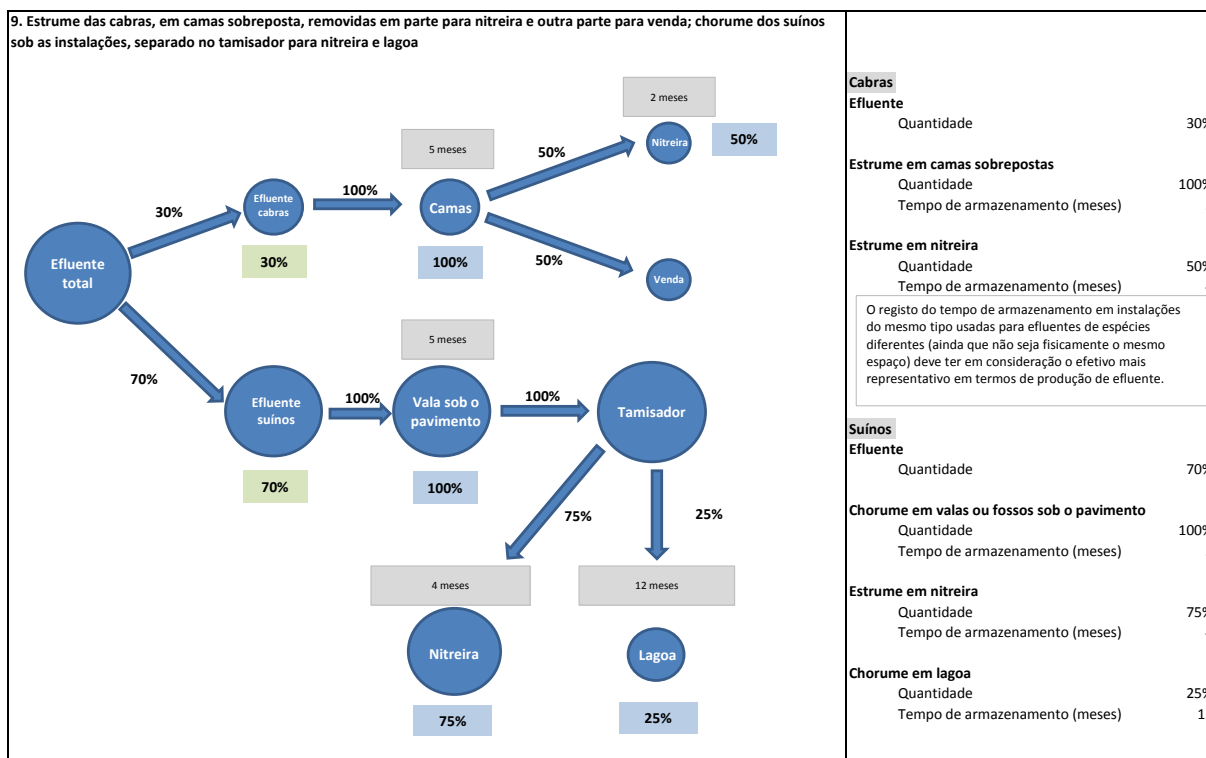 9. Estrume das cabras, em camas sobreposta, removidas em parte para nitreira e outra parte para venda; chorume dos suínos
sob as instalações, separado no tamisador para nitreira e lagoa
2 meses
Nitreira
50%
5 meses
50%
100%
Efluente
cabras
Camas
30%
30%
100%
50%
Venda
Efluente
total
5 meses
70%
Efluente
suínos
100%
Vala sob o
pavimento
100%
Tamisador
70%
100%
75%
25%
4 meses
12 meses
Nitreira
Lagoa
75%
25%
Cabras
Efluente
Quantidade 30%
Estrume em camas sobrepostas
Quantidade 100%
Tempo de armazenamento (meses)
Estrume em nitreira
Quantidade 50%
Tempo de armazenamento (meses)
O registo do tempo de armazenamento em instalações
do mesmo tipo usadas para efluentes de espécies
diferentes (ainda que não seja fisicamente o mesmo
espaço) deve ter em consideração o efetivo mais
representativo em termos de produção de efluente.
Suínos
Efluente
Quantidade 70%
Chorume em valas ou fossos sob o pavimento
Quantidade 100%
Tempo de armazenamento (meses)
Estrume em nitreira
Quantidade 75%
Tempo de armazenamento (meses)
Chorume em lagoa
Quantidade 25%
Tempo de armazenamento (meses) 1